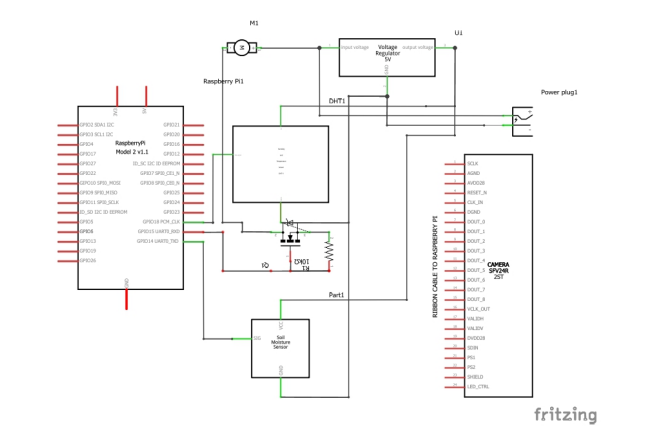 M1
U1
input voltage
Voltage
Regulator
5V
output voltage
GND
Raspberry Pi1
DHT1
Power plug1
3V3
5V
RaspberryPi
Model 2 v1.1
GPIO2 SDA1 I2C
GPIO3 SCL1 I2C
GPIO4
GPIO17
GPIO27
GPIO22
GPIO10 SPI0_MOSI
GPIO9 SPI0_MISO
GPIO11 SPI0_SCLK
ID_SD I2C ID EEPROM
GPIO5
GPIO6
GPIO13
GPIO19
GPIO26
GPIO21
GPIO20
GPIO16
GPIO12
ID_SC I2C ID EEPROM
GPIO7 SPI0_CE1_N
GPIO8 SPI0_CE0_N
GPIO25
GPIO24
GPIO23
GPIO18 PCM_CLK
GPIO15 UART0_RXD
GPIO14 UART0_TXD
GND
Q1
R1
10kΩ
Part1
VCC
SIG
Soil
Moisture
Sensor
GND
RIBBON CABLE TO RASPBERRY PI
SCLK
AGND
AVDD28
RESET_N
CLK_IN
DGND
DOUT_0
DOUT_1
DOUT_2
DOUT_3
DOUT_4
DOUT_5
DOUT_6
DOUT_7
DOUT_8
VCLK_OUT
VALIDH
VALIDV
DVDD28
SDIN
PS1
PS2
SHIELD
LED_CTRL
CAMERA
SFV24R
2ST
fritzing